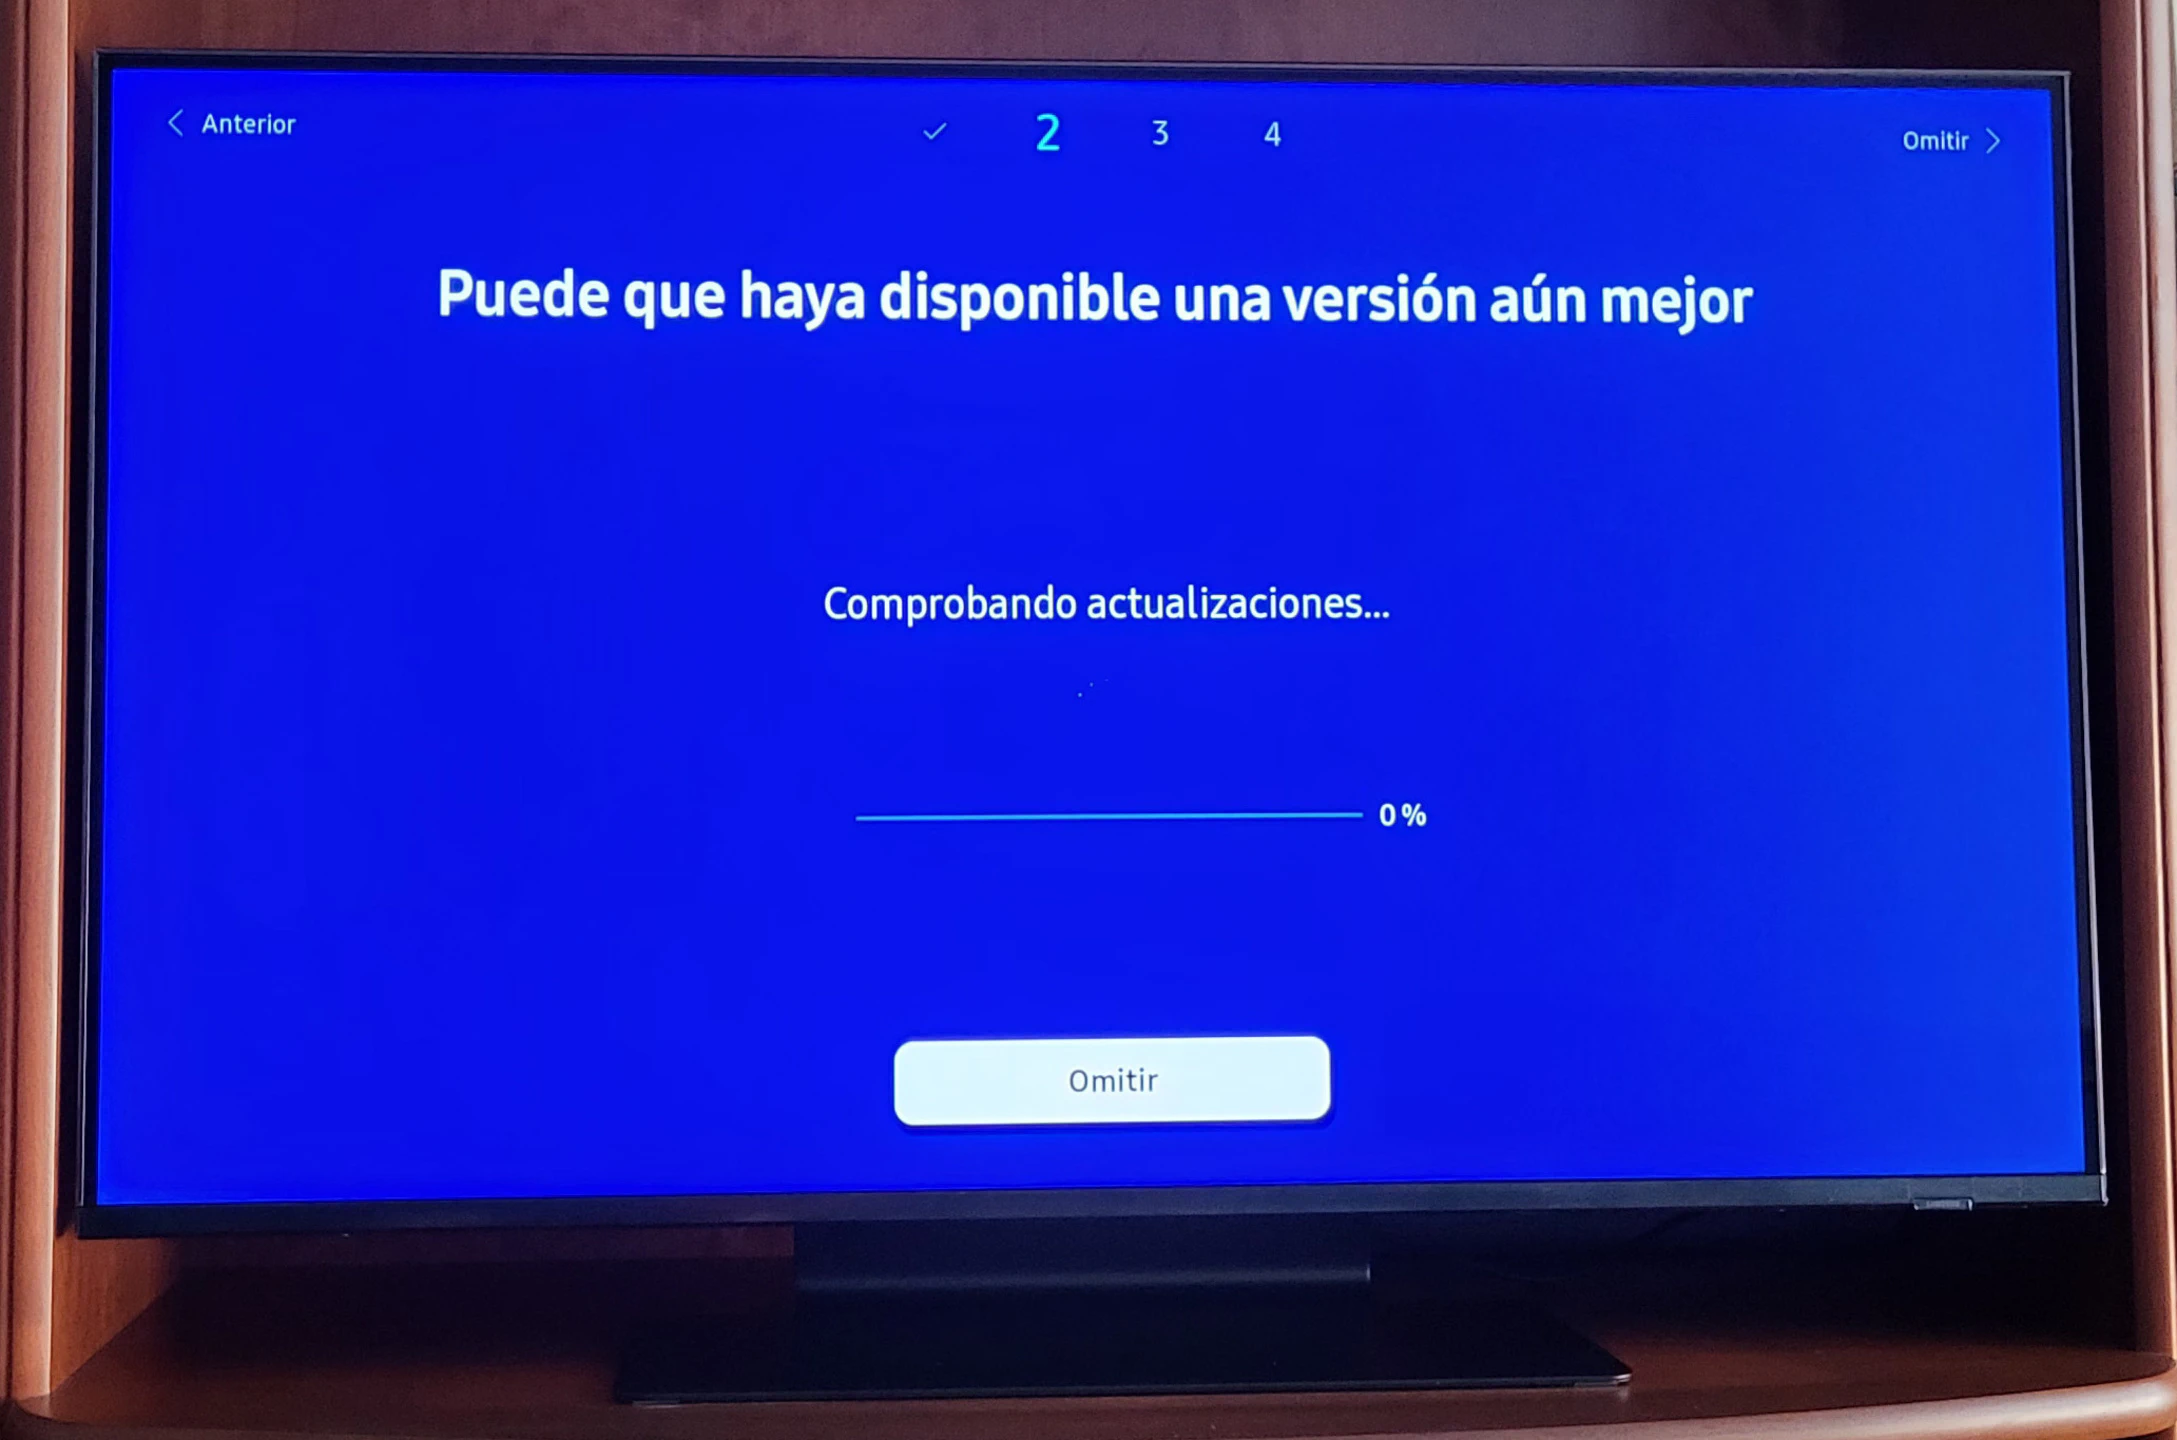 Anterior
2 3 4
Omitir
Puede que haya disponible una versión aún mejor
Comprobando actualizaciones...
0 %
Omitir